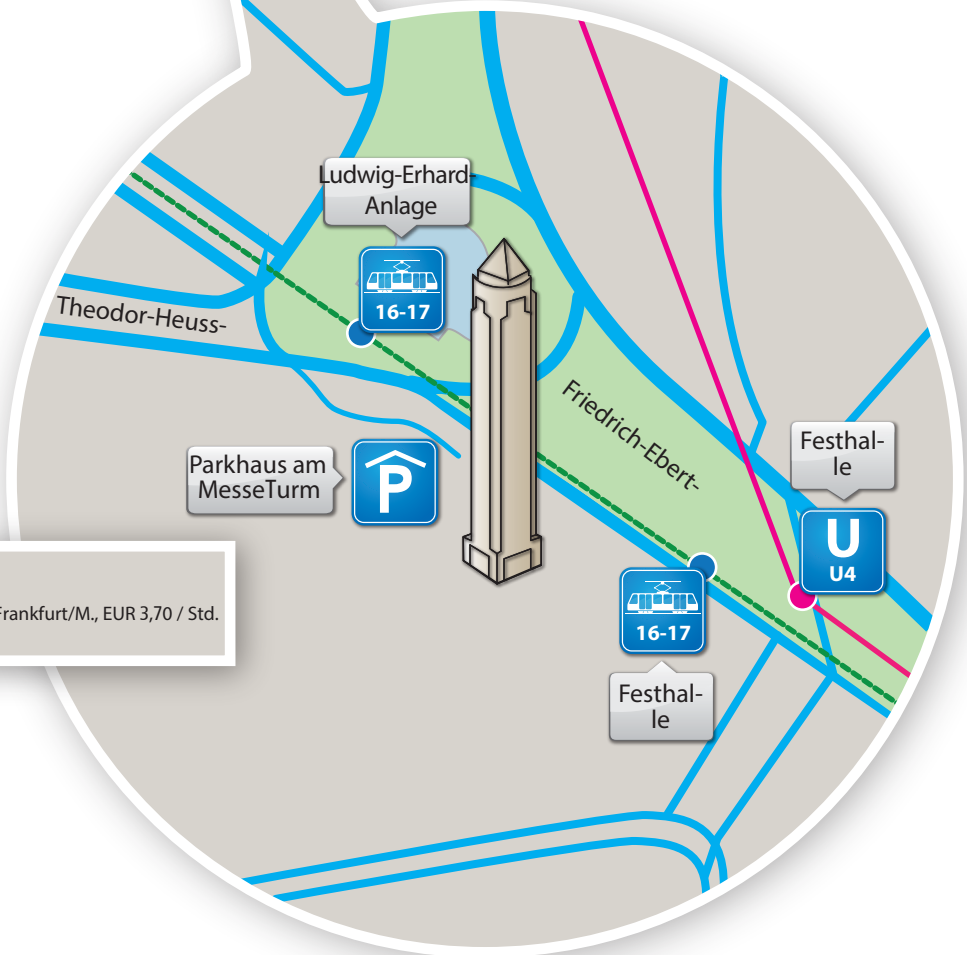 Ludwig-Erhard-
Anlage
16-17
Theodor-Heuss-
Friedrich-Ebert-
Parkhaus am
MesseTurm
P
Festhal-
le
U
U4
Frankfurt/M., EUR 3,70 / Std.
16-17
Festhal-
le